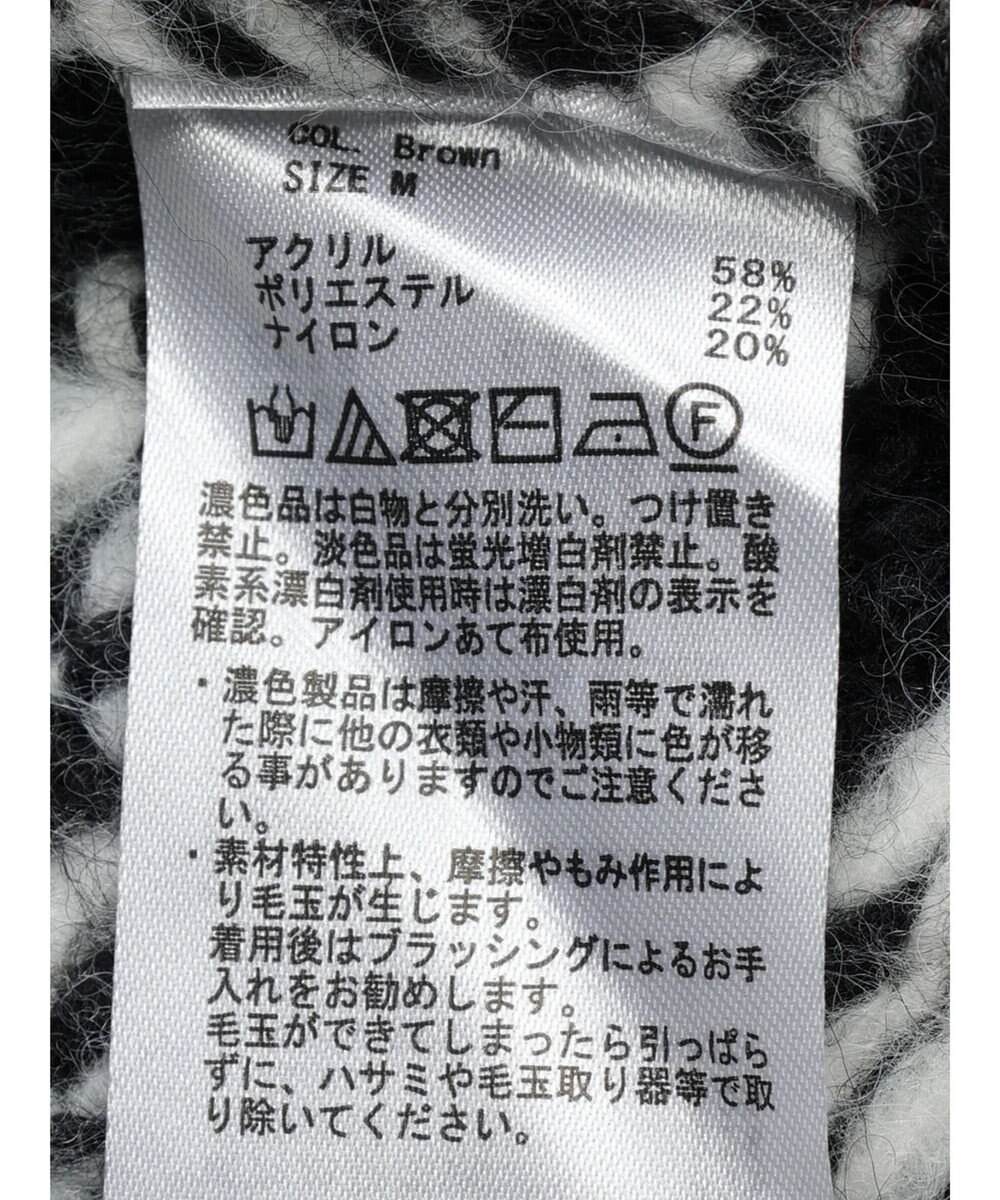 COL. Brown
SIZE M
アクリル 58%
ポリエステル 22%
ナイロン 20%
F
濃色品は白物と分別洗い。つけ置き
禁止。淡色品は蛍光増白剤禁止。酸
素系漂白剤使用時は漂白剤の表示を
確認。アイロンあて布使用。
・濃色製品は摩擦や汗、雨等で濡れ
た際に他の衣類や小物類に色が移
る事がありますのでご注意くださ
い。
・素材特性上、摩擦やもみ作用によ
り毛玉が生じます。
着用後はブラッシングによるお手
入れをお勧めします。
毛玉ができてしまったら引っぱら
ずに、ハサミや毛玉取り器等で取
り除いてください。